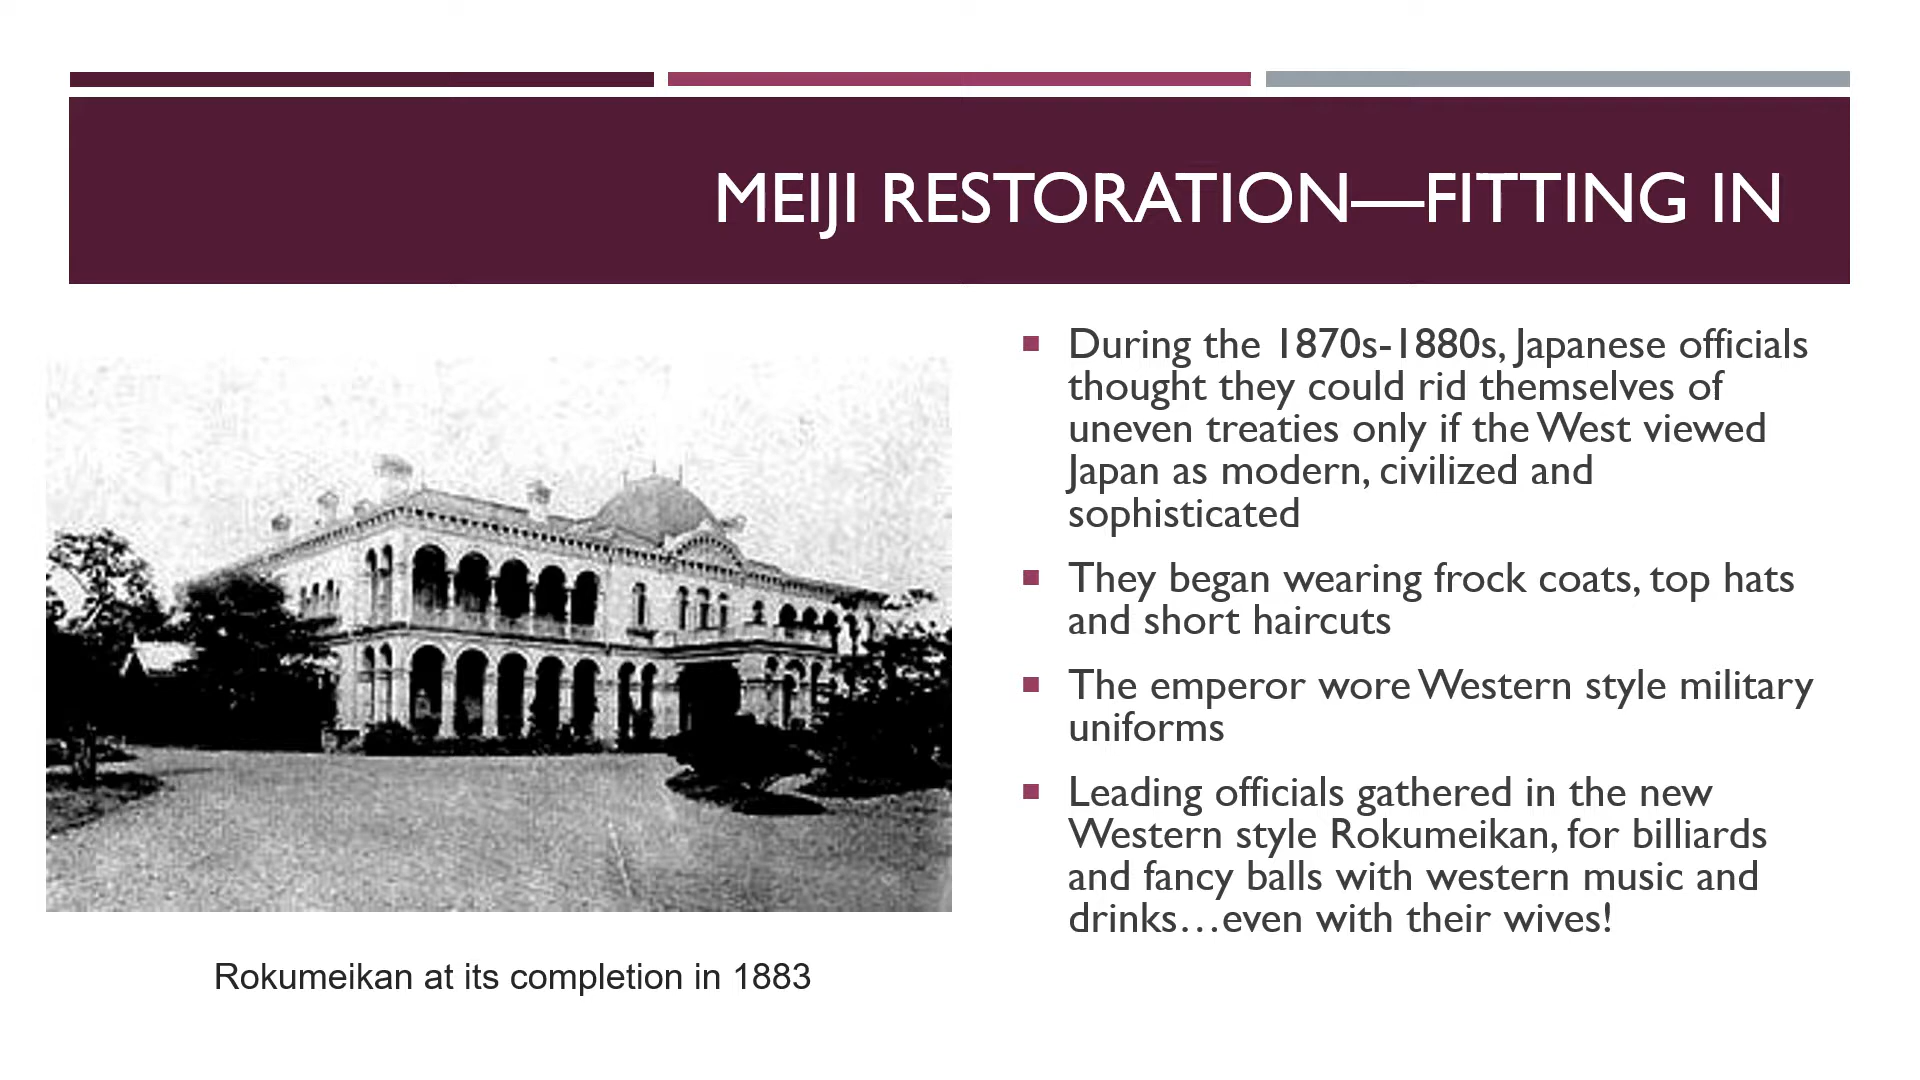 MEIJI RESTORATION—FITTING IN
During the 1870s-1880s, Japanese officials
thought they could rid themselves of
uneven treaties only if the West viewed
Japan as modern, civilized and
sophisticated
They began wearing frock coats, top hats
and short haircuts
The emperor wore Western style military
uniforms
Leading officials gathered in the new
Western style Rokumeikan, for billiards
and fancy balls with western music and
drinks…even with their wives!
Rokumeikan at its completion in 1883